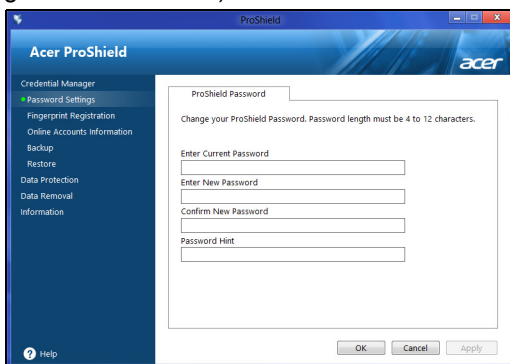 ProShield
Acer ProShield
acer
Credential Manager
Password Settings
Fingerprint Registration
Online Accounts Information
Backup
Restore
Data Protection
Data Removal
Information
Help
ProShield Password
Change your ProShield Password. Password length must be 4 to 12 characters.
Enter Current Password
Enter New Password
Confirm New Password
Password Hint
OK
Cancel
Apply